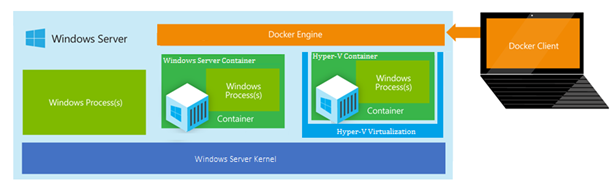 Windows Server
Docker Engine
Docker Client
Windows Process(s)
Windows Server Container
Windows
Process(s)
Container
Hyper-V Container
Windows
Process(s)
Container
Hyper-V Virtualization
Windows Server Kernel